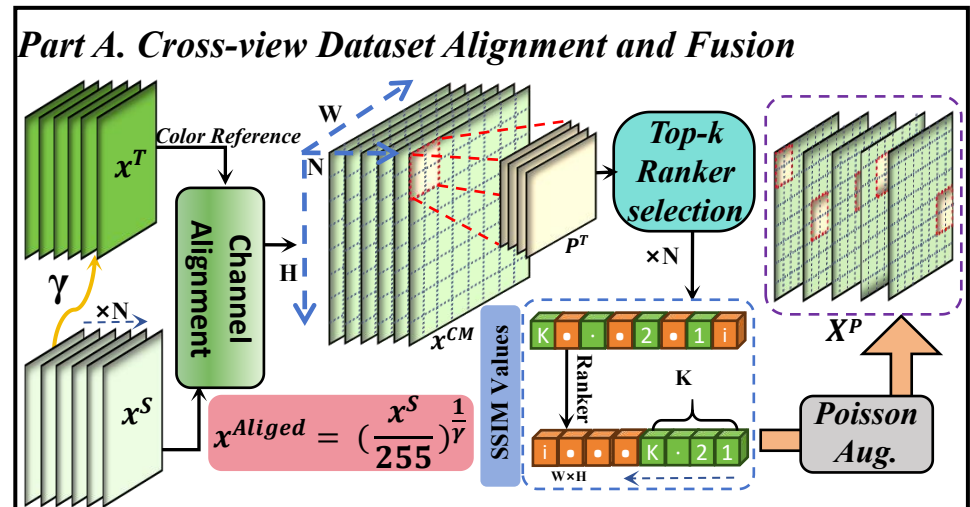 Part A. Cross-view Dataset Alignment and Fusion
x^T
Color Reference
γ
×N
x^S
Channel Alignment
W
N
H
x^CM
P^T
Top-k
Ranker
selection
×N
X^P
SSIM Values
K • · • 2 • 1 i
Ranker
K
i • • • K · 2 1
W×H
x^Aliged = (x^S/255)^1/γ
Poisson
Aug.